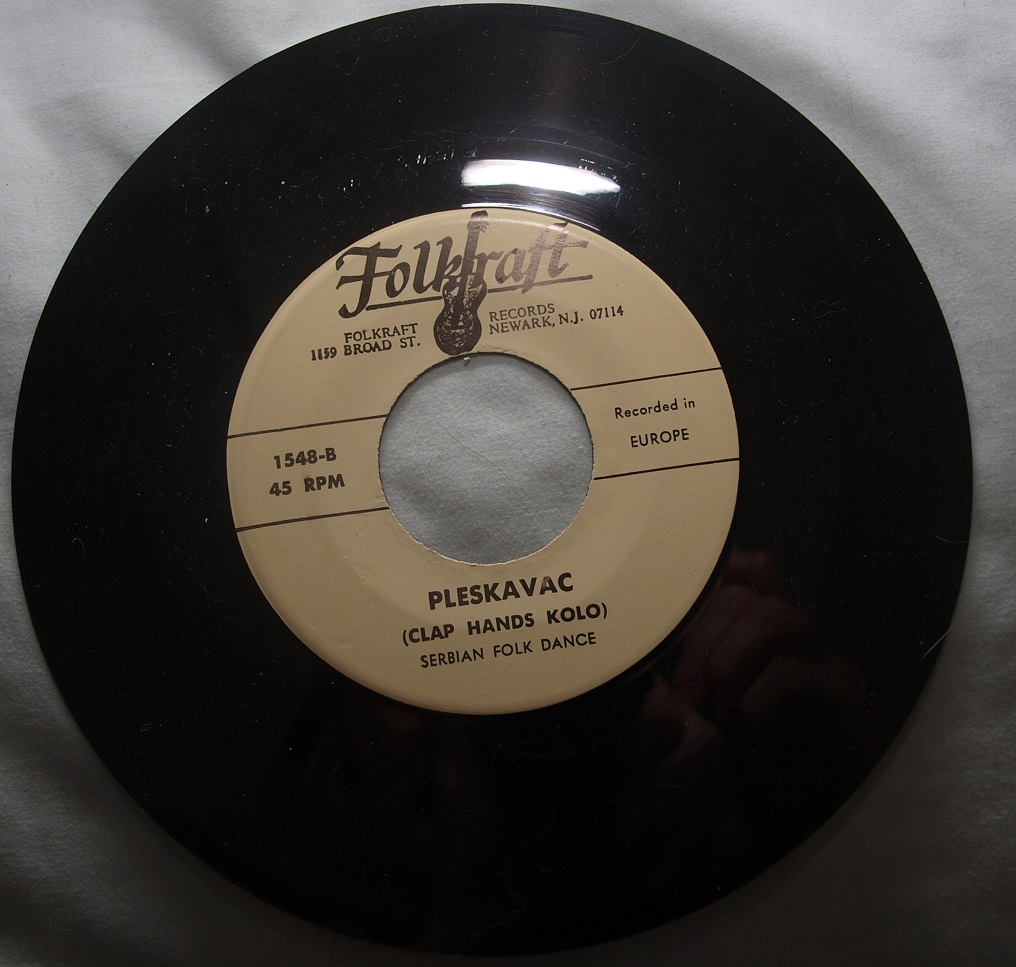 Folkraft
FOLKRAFT RECORDS
1159 BROAD ST. NEWARK, N.J. 07114
1548-B
45 RPM
Recorded in
EUROPE
PLESKAVAC
(CLAP HANDS KOLO)
SERBIAN FOLK DANCE